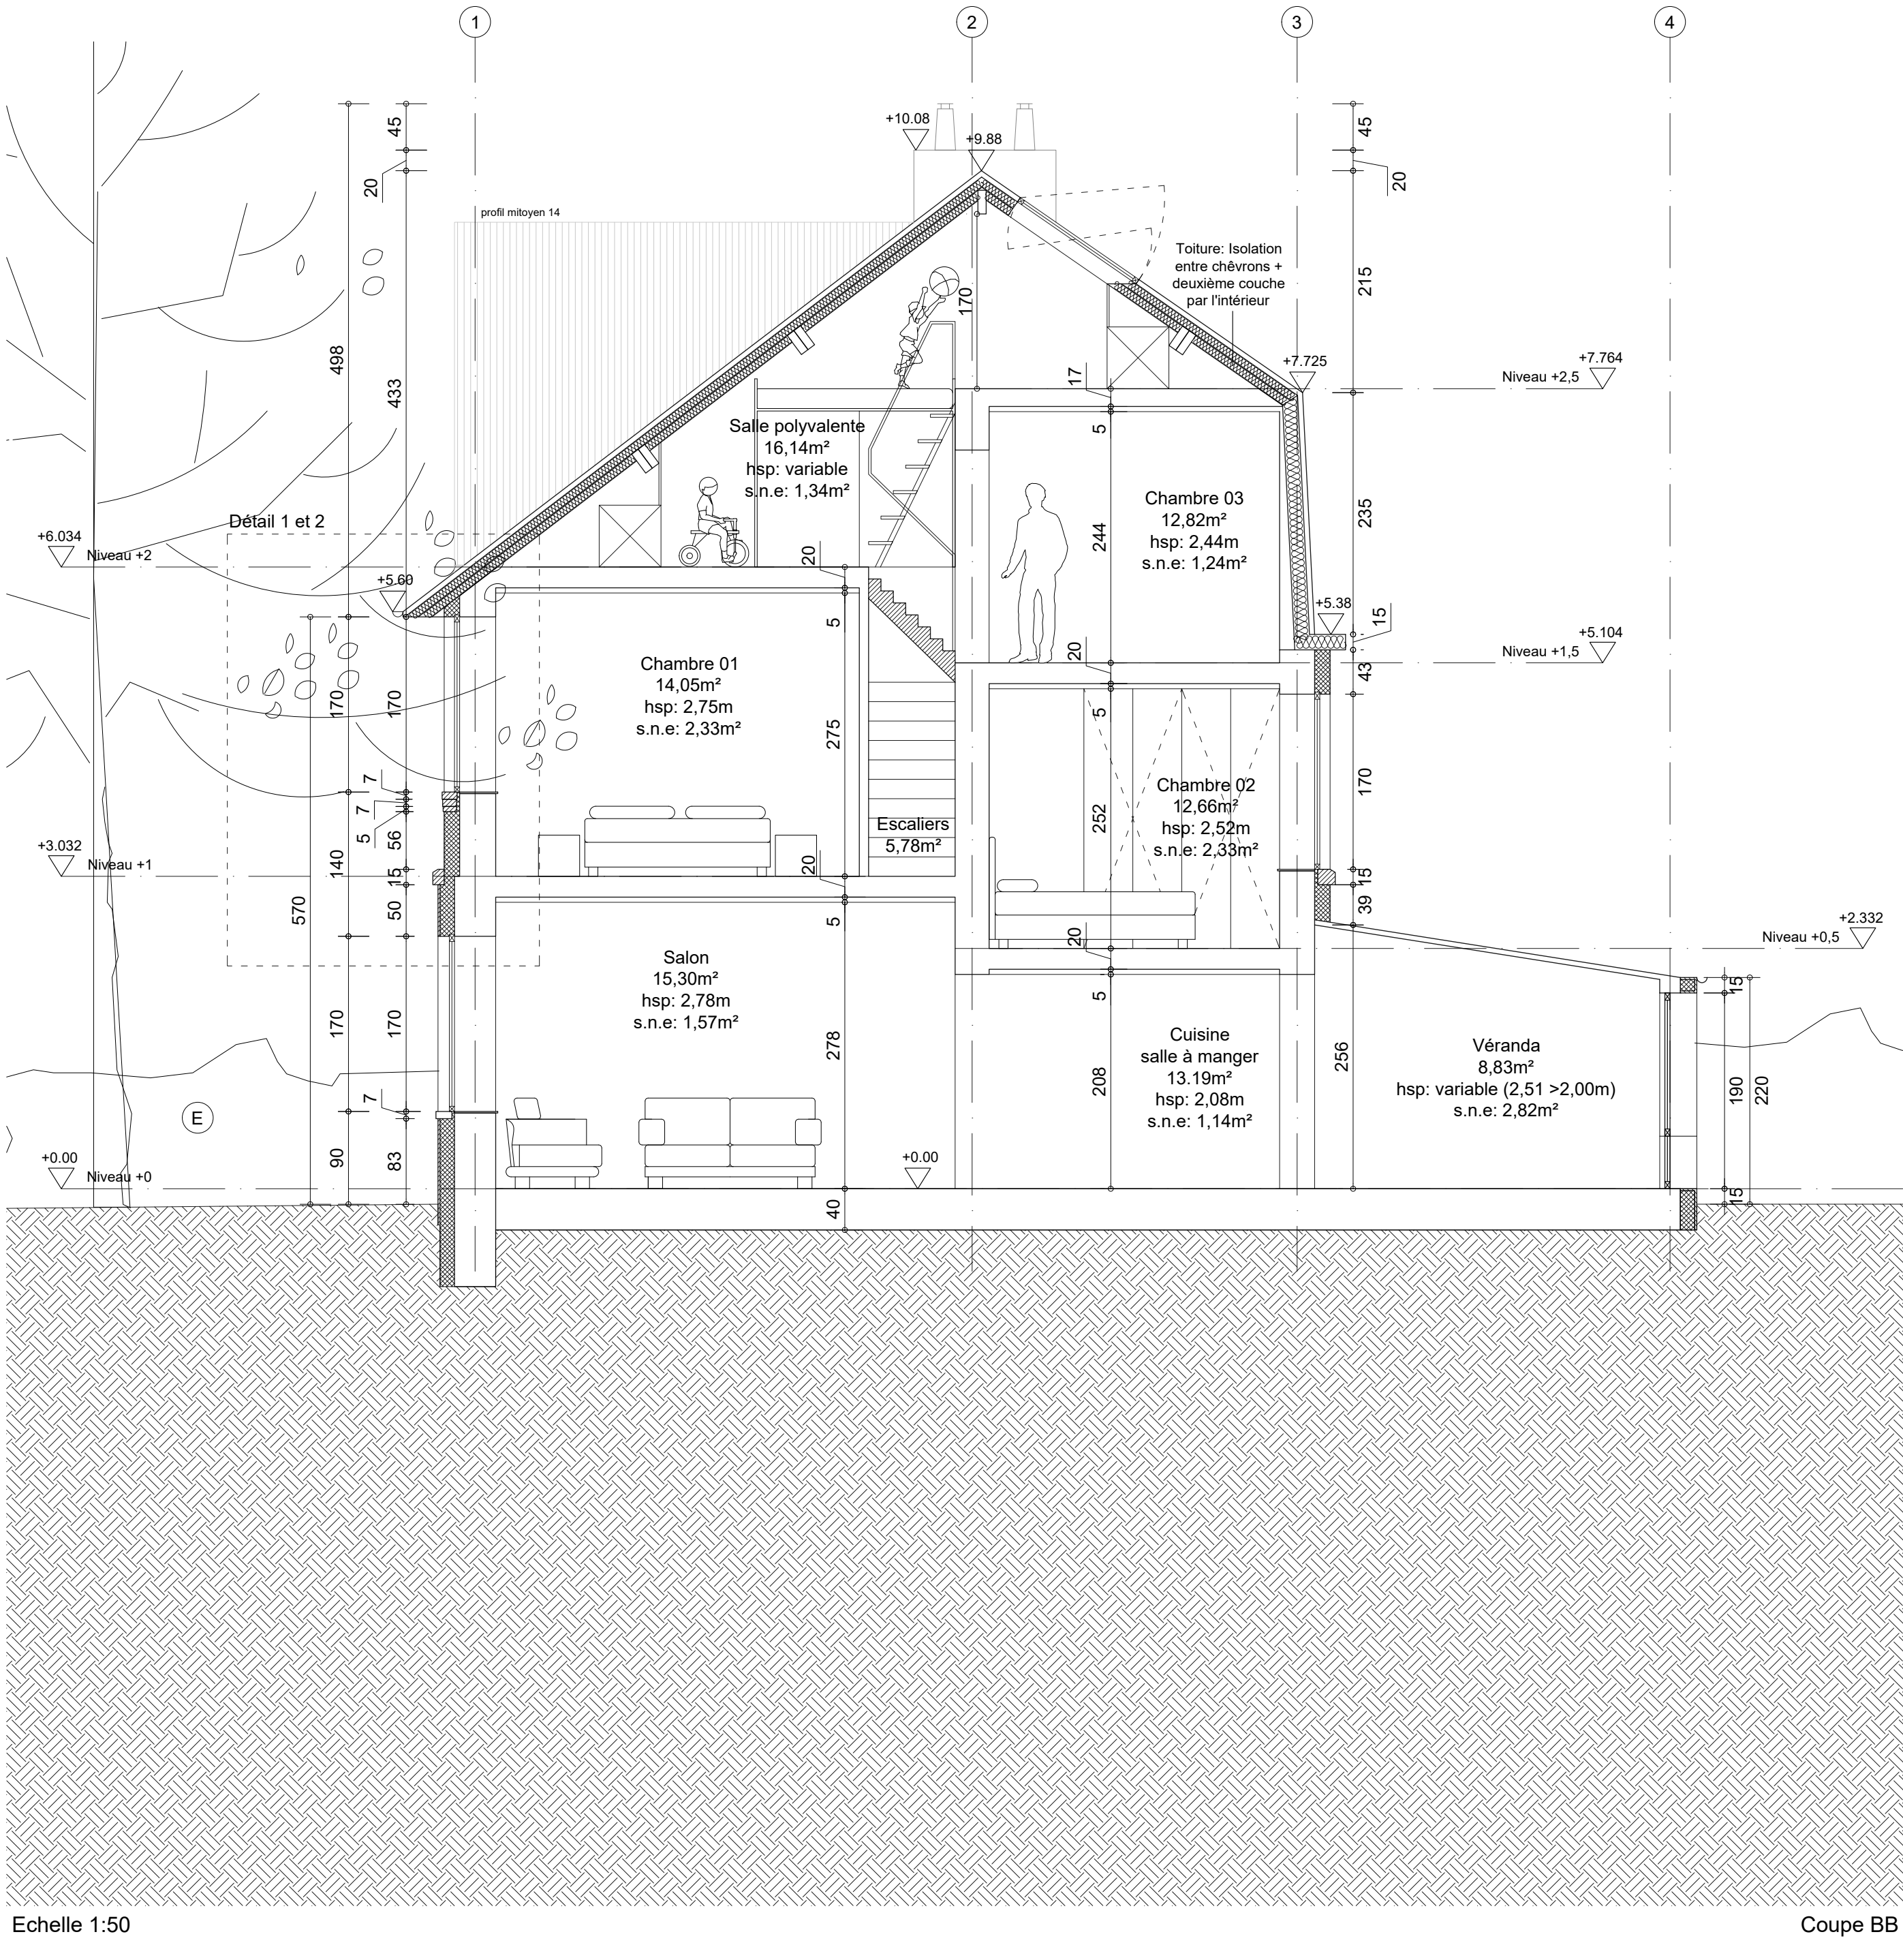 1
2
3
4
45
20
498
433
+10.08
+9.88
45
20
215
profil mitoyen 14
Toiture: Isolation
entre chêvrons +
deuxième couche
par l'intérieur
170
+7.725
+7.764
Niveau +2,5
17
5
Salle polyvalente
16,14m²
hsp: variable
s.n.e: 1,34m²
Chambre 03
12,82m²
hsp: 2,44m
s.n.e: 1,24m²
244
235
Détail 1 et 2
+6.034
Niveau +2
+5.60
20
5
+5.38
15
+5.104
Niveau +1,5
43
20
5
Chambre 01
14,05m²
hsp: 2,75m
s.n.e: 2,33m²
275
170
170
170
Chambre 02
12,66m²
hsp: 2,52m
s.n.e: 2,33m²
252
Escaliers
5,78m²
7
7
5
56
140
15
50
570
+3.032
Niveau +1
20
5
15
39
+2.332
Niveau +0,5
20
5
Salon
15,30m²
hsp: 2,78m
s.n.e: 1,57m²
278
170
170
7
90
83
Cuisine
salle à manger
13.19m²
hsp: 2,08m
s.n.e: 1,14m²
208
256
Véranda
8,83m²
hsp: variable (2,51 >2,00m)
s.n.e: 2,82m²
15
190
220
15
E
+0.00
Niveau +0
+0.00
40
Echelle 1:50
Coupe BB